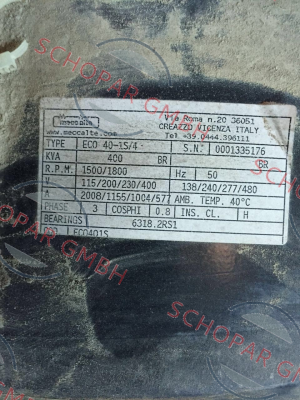 meccalte
Via Roma n.20 36051
CREAZZO VICENZA ITALY
www.meccalte.com
Tel +39.0444.396111
TYPE ECO 40-1S/4 S.N. 0001335176
KVA 400 BR BR
R.P.M. 1500/1800 Hz 50
V 115/200/230/400 138/240/277/480
A 2008/1155/1004/577 AMB. TEMP. 40°C
PHASE 3 COSPHI 0.8 INS. CL. H
BEARINGS 6318.2RS1
ECO401S
SCHOPAR GMBH.COM
SCHOPAR GMBH.COM
SCHOPAR GMBH.COM